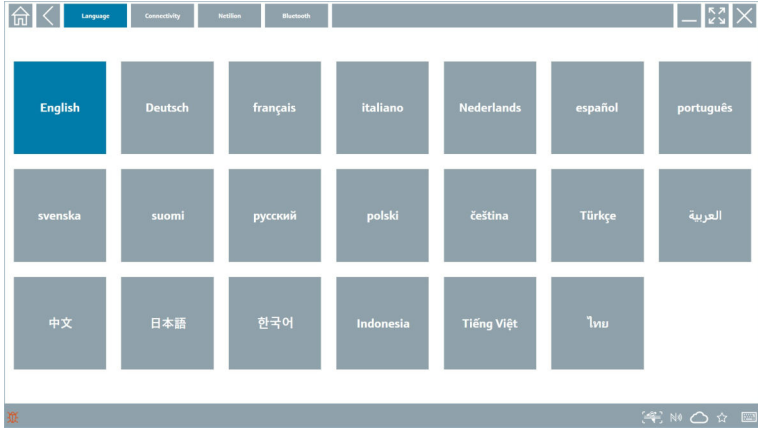 Language Connectivity Netilion Bluetooth
English Deutsch français italiano Nederlands español português
svenska suomi русский polski čeština Türkçe العربية
中文 日本語 한국어 Indonesia Tiếng Việt ไทย